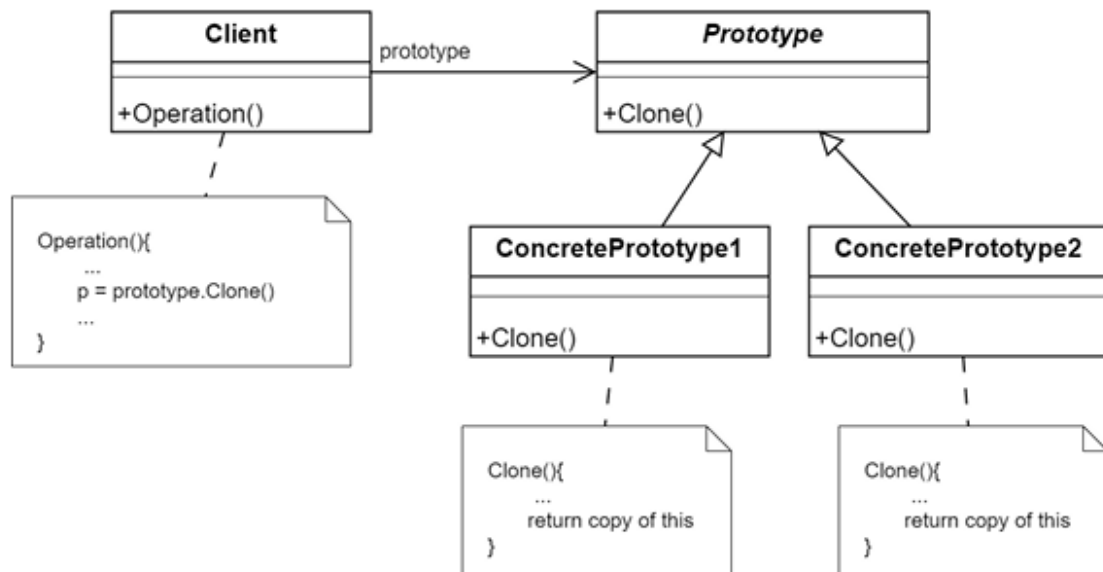 Client
+Operation()
prototype
Prototype
+Clone()
Operation(){
...
p = prototype.Clone()
...
}
ConcretePrototype1
+Clone()
ConcretePrototype2
+Clone()
Clone(){
...
return copy of this
}
Clone(){
...
return copy of this
}